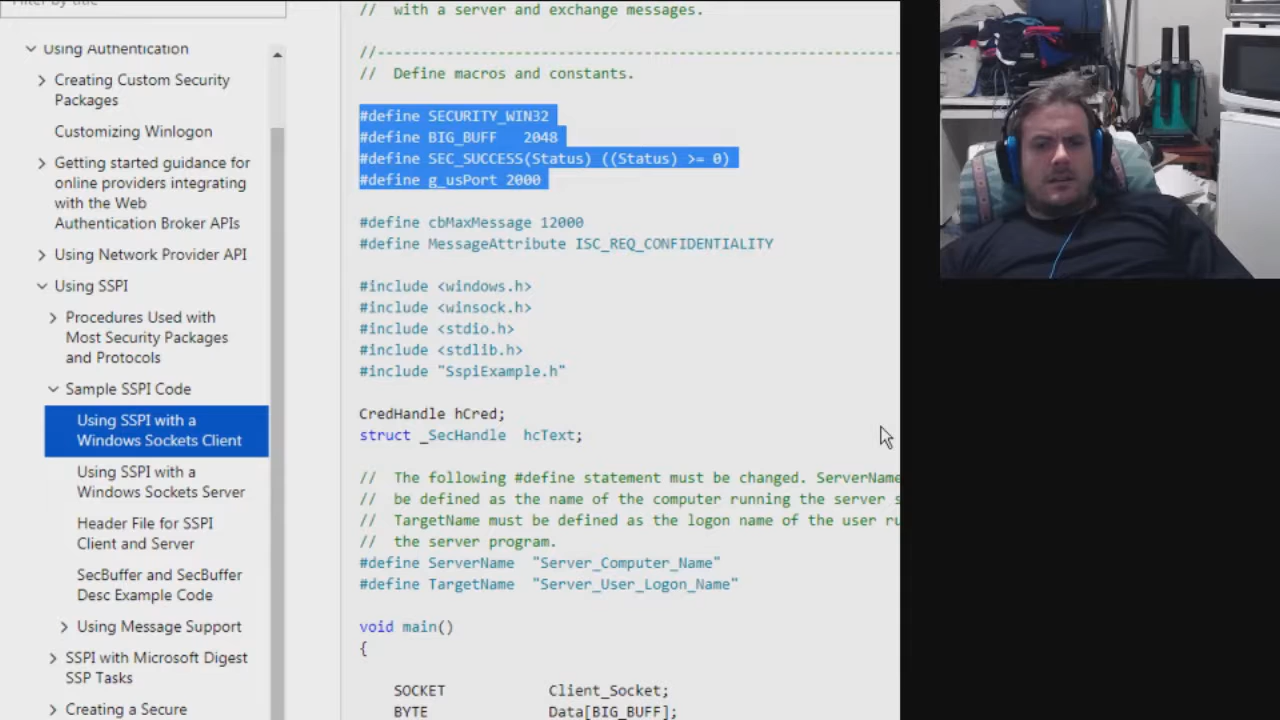 Filter by title
Using Authentication
Creating Custom Security
Packages
Customizing Winlogon
Getting started guidance for
online providers integrating
with the Web
Authentication Broker APIs
Using Network Provider API
Using SSPI
Procedures Used with
Most Security Packages
and Protocols
Sample SSPI Code
Using SSPI with a
Windows Sockets Client
Using SSPI with a
Windows Sockets Server
Header File for SSPI
Client and Server
SecBuffer and SecBuffer
Desc Example Code
Using Message Support
SSPI with Microsoft Digest
SSP Tasks
Creating a Secure
//  with a server and exchange messages.
//--------------------------------------------------------------
//  Define macros and constants.
#define SECURITY_WIN32
#define BIG_BUFF   2048
#define SEC_SUCCESS(Status) ((Status) >= 0)
#define g_usPort 2000
#define cbMaxMessage 12000
#define MessageAttribute ISC_REQ_CONFIDENTIALITY
#include <windows.h>
#include <winsock.h>
#include <stdio.h>
#include <stdlib.h>
#include "SspiExample.h"
CredHandle hCred;
struct _SecHandle  hcText;
//  The following #define statement must be changed. ServerName
//  be defined as the name of the computer running the server s
//  TargetName must be defined as the logon name of the user ru
//  the server program.
#define ServerName  "Server_Computer_Name"
#define TargetName  "Server_User_Logon_Name"
void main()
{
SOCKET            Client_Socket;
BYTE              Data[BIG_BUFF];